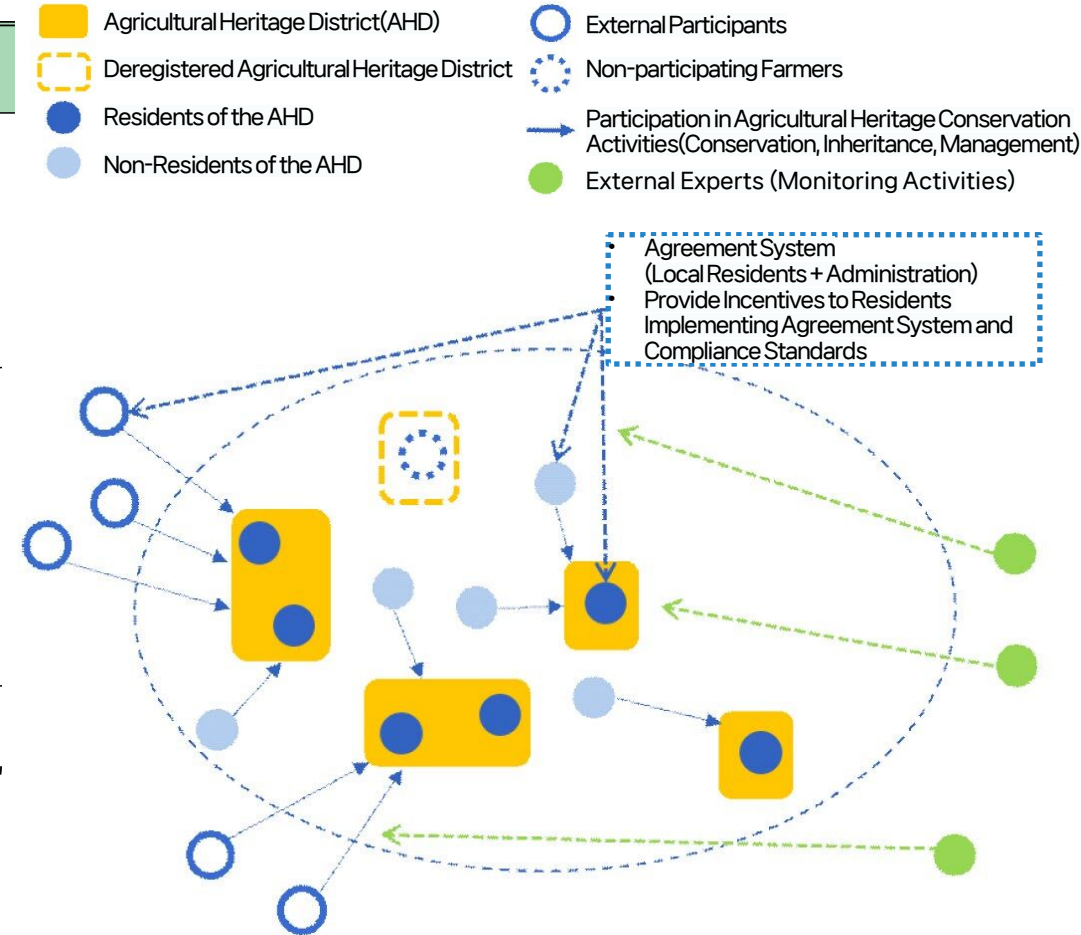 Agricultural Heritage District(AHD)
Deregistered Agricultural Heritage District
Residents of the AHD
Non-Residents of the AHD
External Participants
Non-participating Farmers
Participation in Agricultural Heritage Conservation
Activities(Conservation, Inheritance, Management)
External Experts (Monitoring Activities)
• Agreement System
(Local Residents + Administration)
• Provide Incentives to Residents
Implementing Agreement System and
Compliance Standards